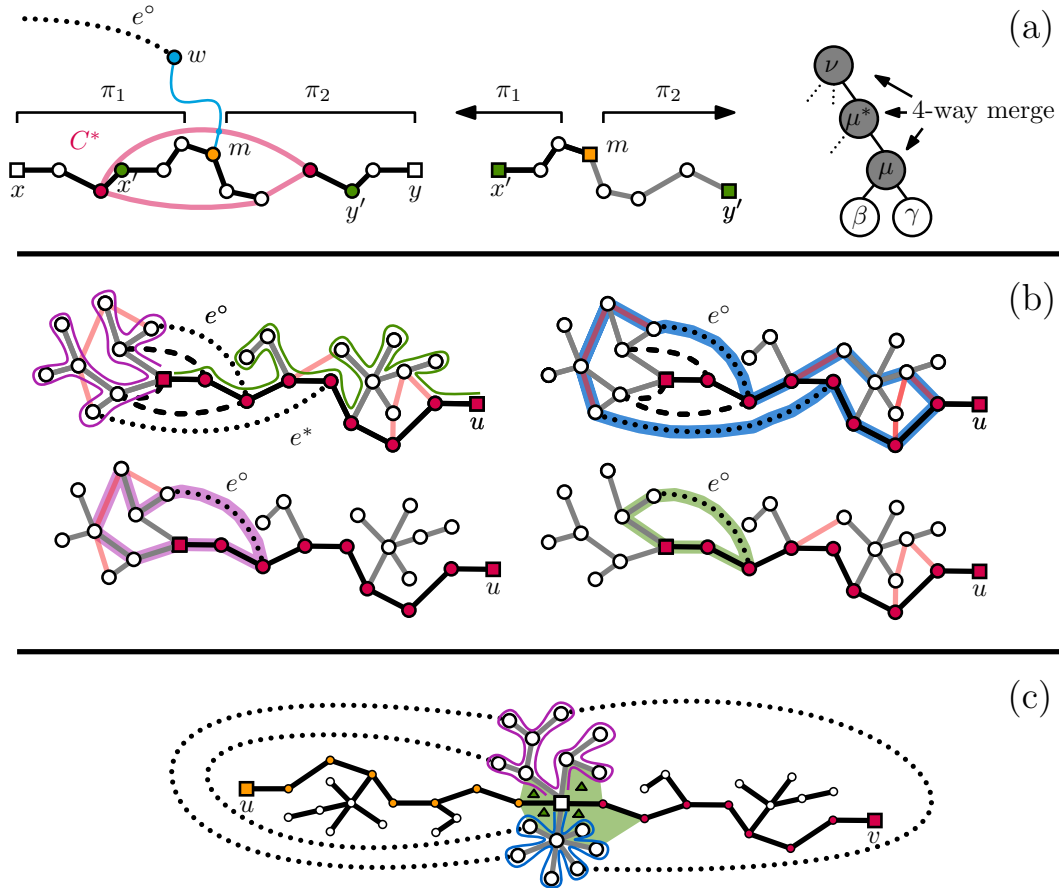 (a)
e°
w
π₁ π₂ π₁ π₂
C*
m
x x′ y′ y
m
x′ y′
ν
μ*
μ
β γ
4-way merge
(b)
e°
e*
u
e°
u
e°
u
e°
u
(c)
u
v